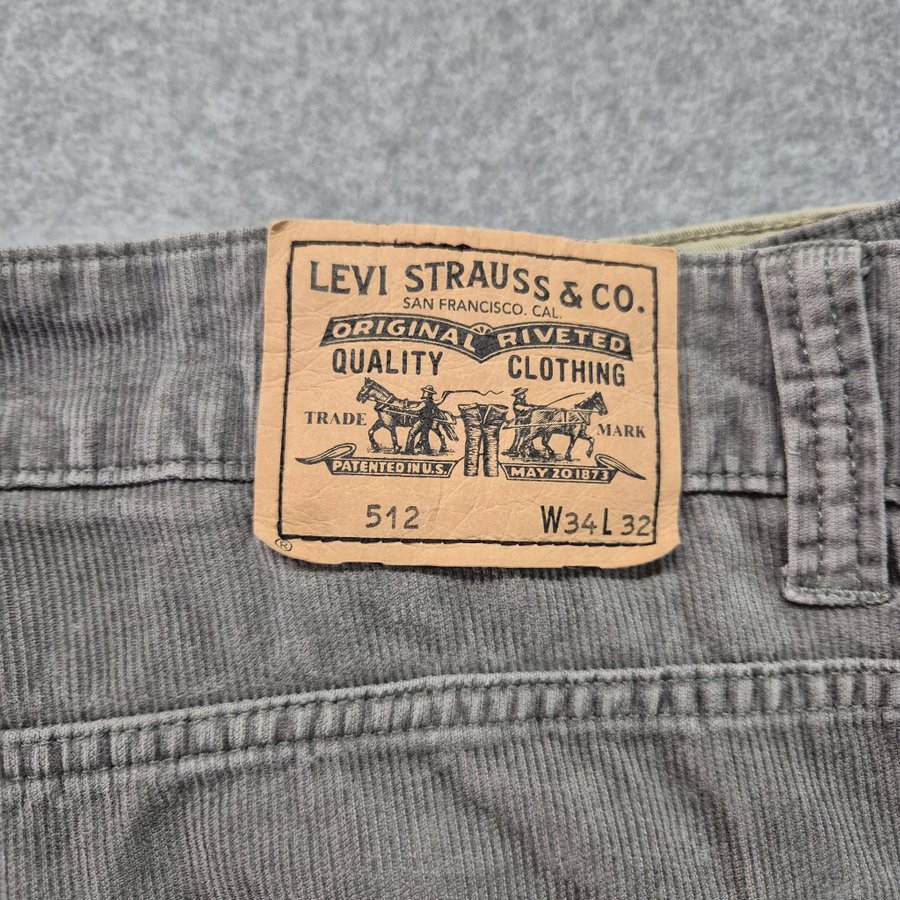 LEVI STRAUSS & CO.
SAN FRANCISCO. CAL.
ORIGINAL RIVETED
QUALITY CLOTHING
TRADE MARK
PATENTED IN U.S. MAY 20 1873
512 W34 L32
®